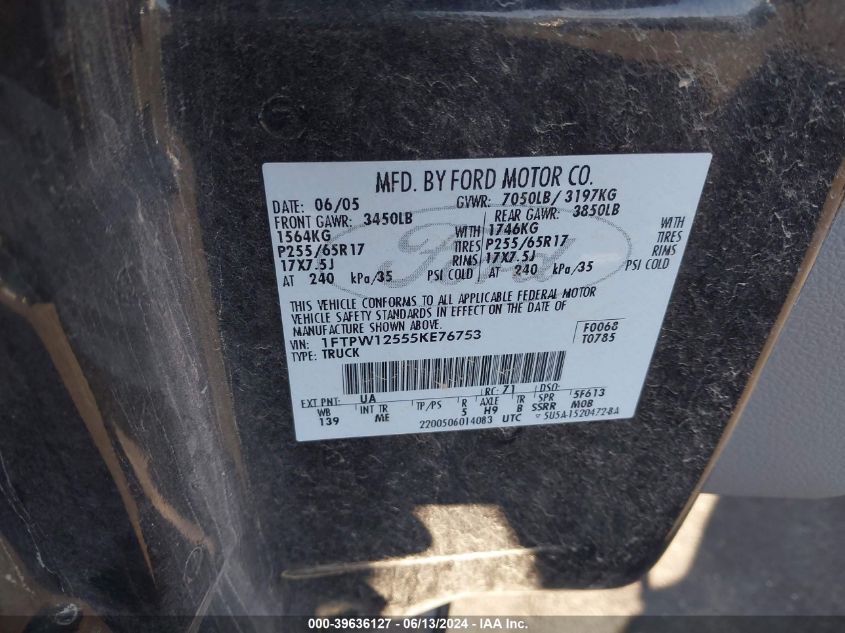 MFD. BY FORD MOTOR CO.
DATE: 06/05 GVWR: 7050LB/ 3197KG
FRONT GAWR: 3450LB REAR GAWR: 3850LB
1564KG WITH 1746KG WITH
P255/65R17 TIRES P255/65R17 TIRES
17X7.5J RIMS 17X7.5J RIMS
AT 240 kPa/35 PSI COLD AT 240 kPa/35 PSI COLD
Ford
THIS VEHICLE CONFORMS TO ALL APPLICABLE FEDERAL MOTOR
VEHICLE SAFETY STANDARDS IN EFFECT ON THE DATE OF
MANUFACTURE SHOWN ABOVE.
VIN: 1FTPW12555KE76753 F0068
TYPE: TRUCK T0785
EXT PNT: UA RC: 71 DSO:
WB INT TR TP/PS R AXLE TR SPR 5F613
139 ME 5 H9 B SSRR MOB
2200506014083 UTC 5U5A-1520472-BA
000-39636127 - 06/13/2024 - IAA Inc.